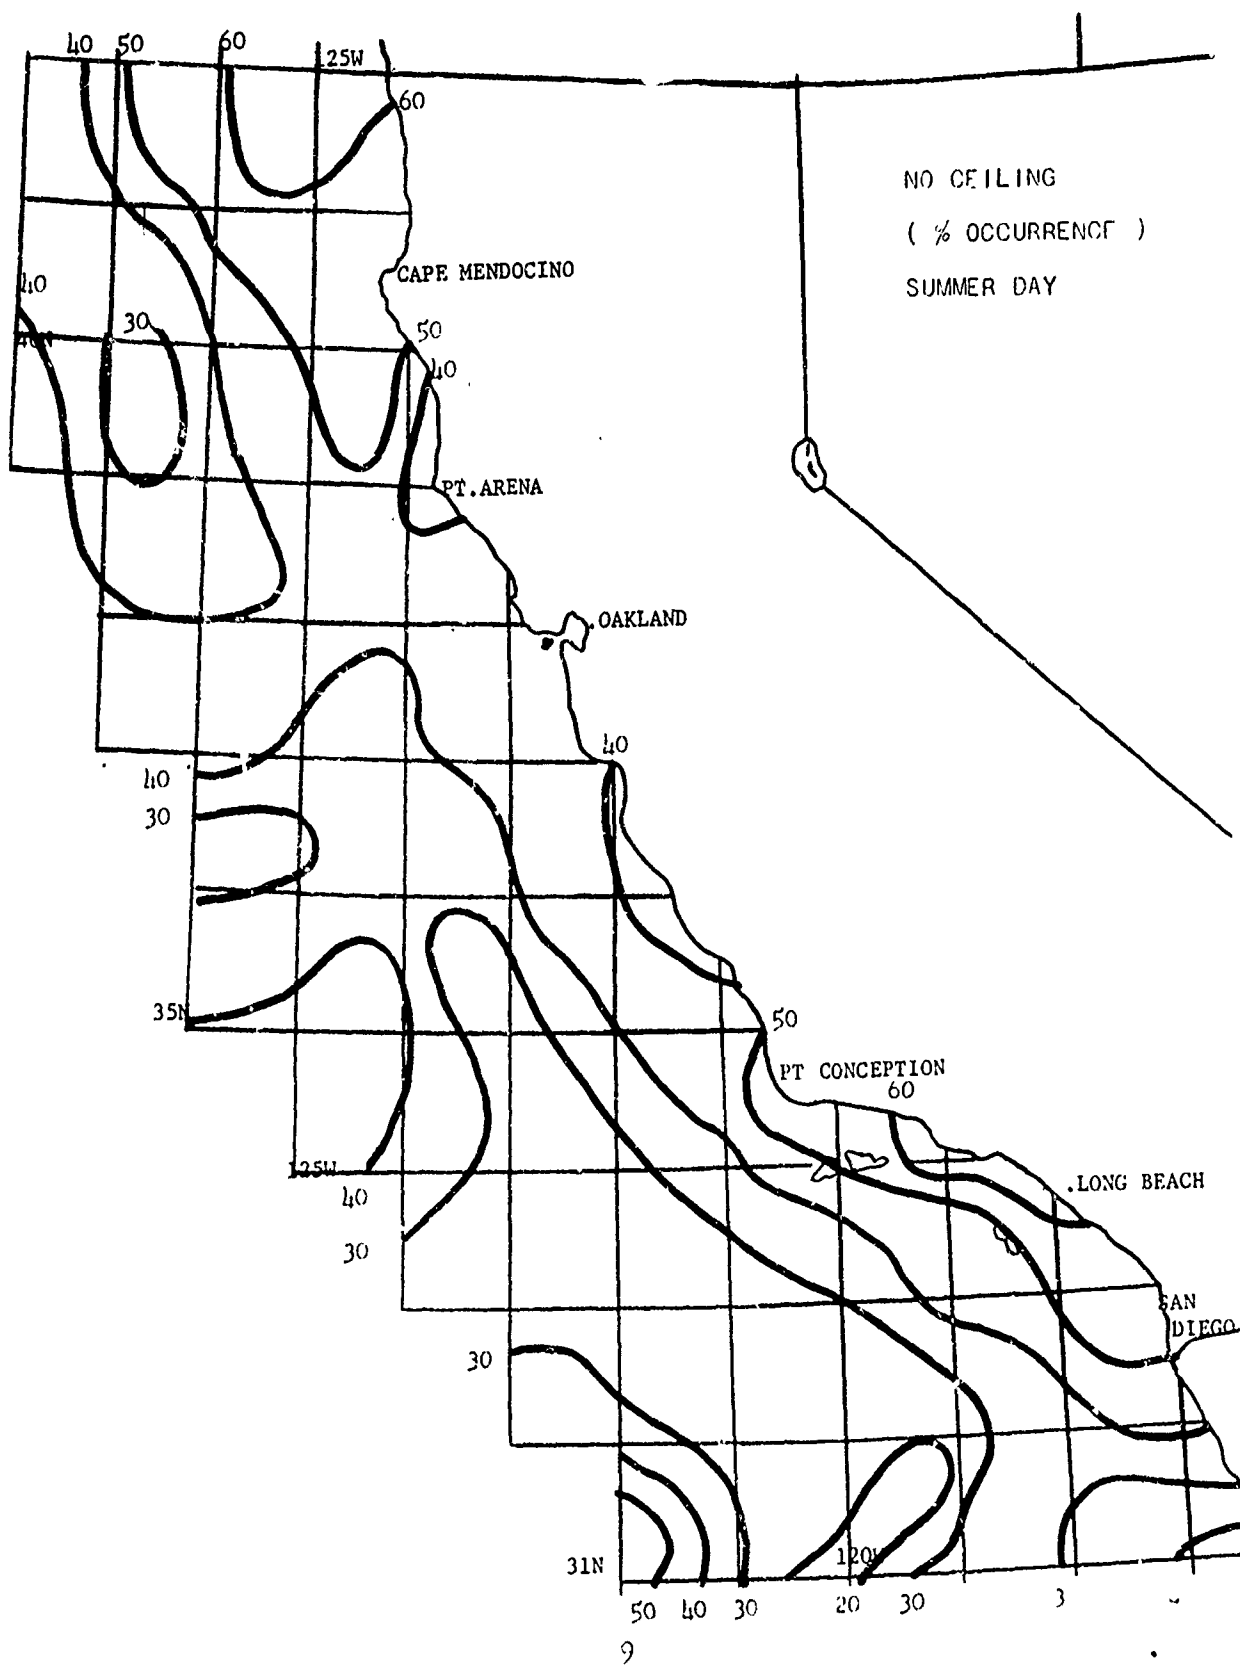 40 50 60 125W
60
NO CEILING
( % OCCURRENCE )
SUMMER DAY
CAPE MENDOCINO
40
30 50
40N
40
PT.ARENA
.OAKLAND
40
40
30
35N 50
PT CONCEPTION
60
125W
40
.LONG BEACH
30
SAN
DIEGO
30
120W
31N
50 40 30 20 30 3
9